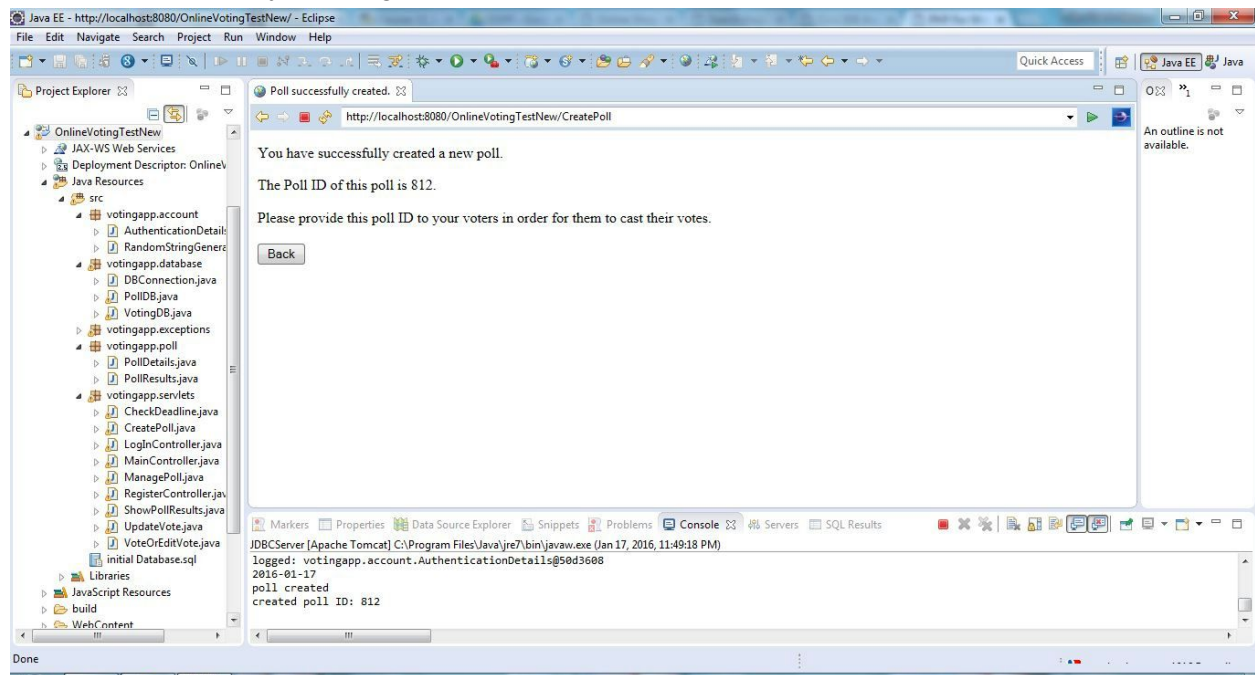 Java EE - http://localhost:8080/OnlineVotingTestNew/ - Eclipse
File Edit Navigate Search Project Run Window Help
Quick Access
Java EE
Java
Project Explorer
Poll successfully created.
http://localhost:8080/OnlineVotingTestNew/CreatePoll
An outline is not
available.
OnlineVotingTestNew
JAX-WS Web Services
Deployment Descriptor: OnlineV
Java Resources
src
votingapp.account
AuthenticationDetail
RandomStringGenera
votingapp.database
DBConnection.java
PollDB.java
VotingDB.java
votingapp.exceptions
votingapp.poll
PollDetails.java
PollResults.java
votingapp.servlets
CheckDeadline.java
CreatePoll.java
LogInController.java
MainController.java
ManagePoll.java
RegisterController.jav
ShowPollResults.java
UpdateVote.java
VoteOrEditVote.java
initial Database.sql
Libraries
JavaScript Resources
build
WebContent
You have successfully created a new poll.
The Poll ID of this poll is 812.
Please provide this poll ID to your voters in order for them to cast their votes.
Back
Markers Properties Data Source Explorer Snippets Problems Console Servers SQL Results
JDBCServer [Apache Tomcat] C:\Program Files\Java\jre7\bin\javaw.exe (Jan 17, 2016, 11:49:18 PM)
logged: votingapp.account.AuthenticationDetails@50d3608
2016-01-17
poll created
created poll ID: 812
Done